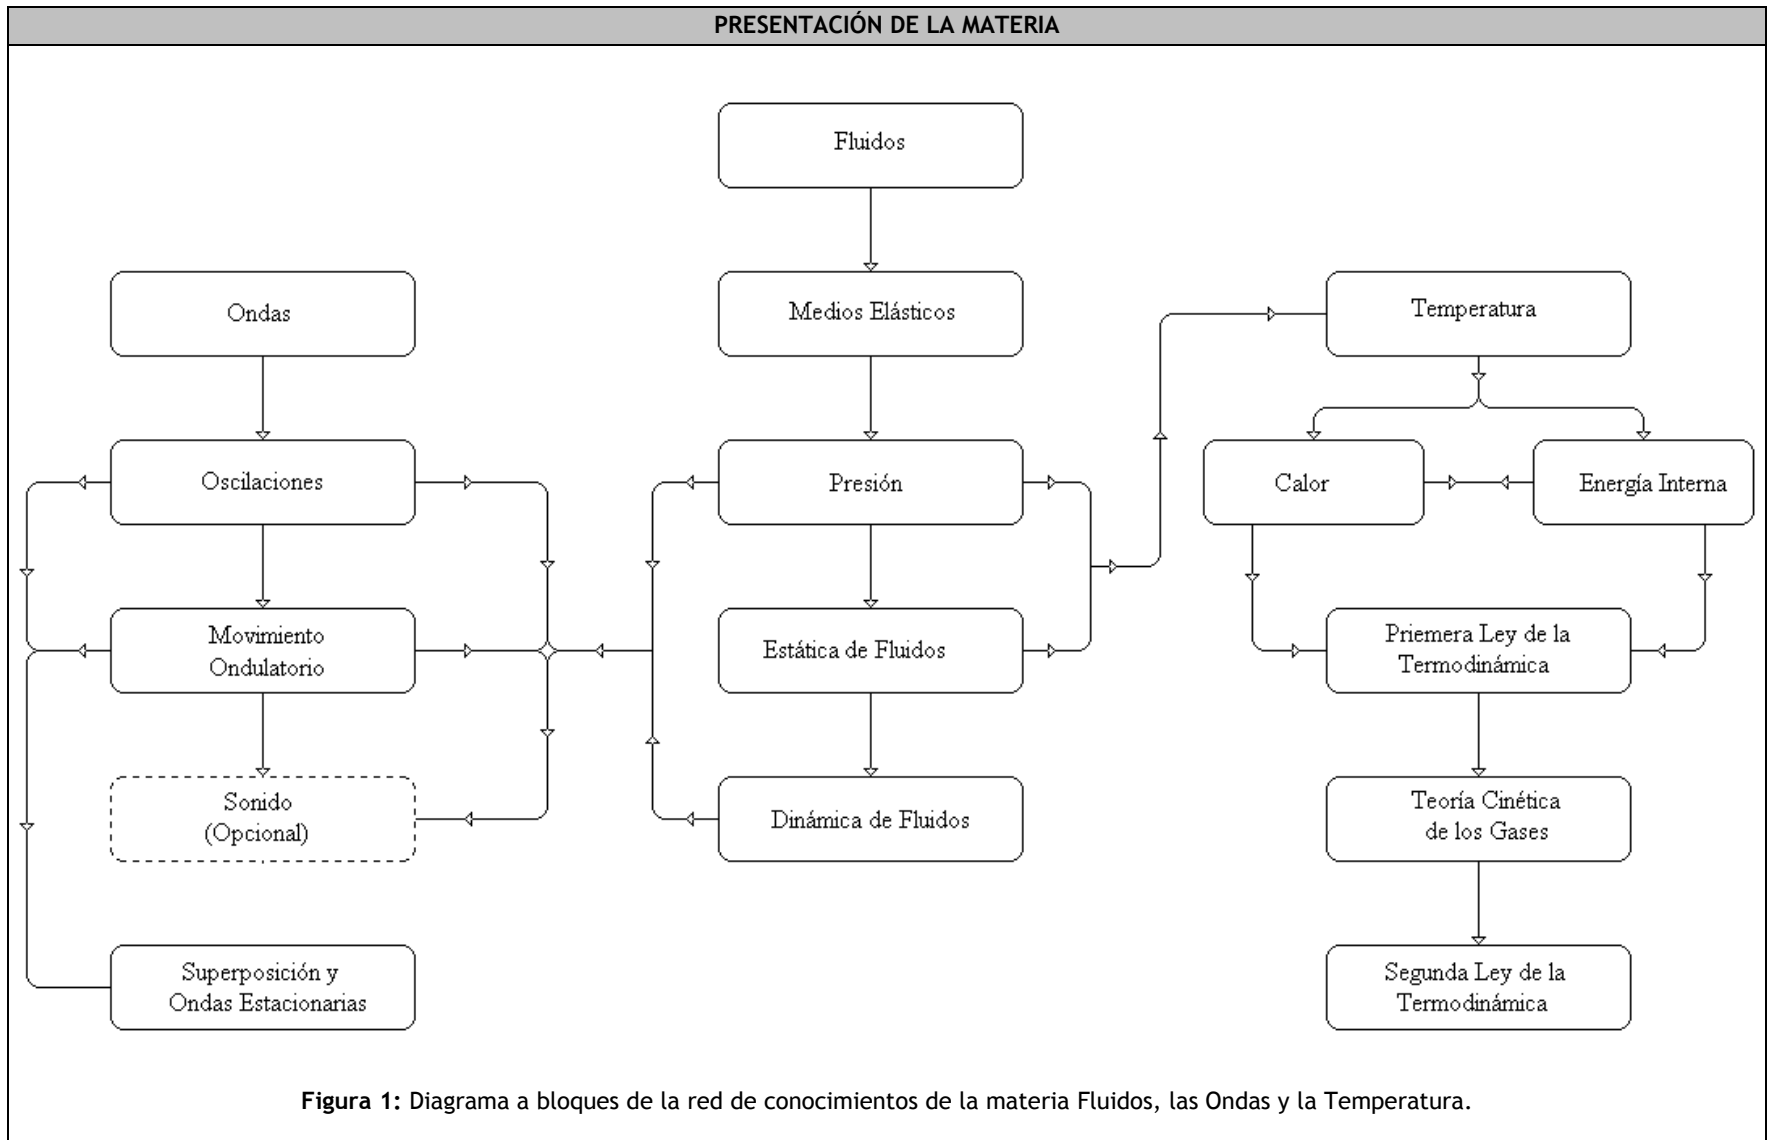 PRESENTACIÓN DE LA MATERIA
Fluidos
Ondas
Medios Elásticos
Temperatura
Oscilaciones
Presión
Calor
Energía Interna
Movimiento
Ondulatorio
Estática de Fluidos
Priemera Ley de la
Termodinámica
Sonido
(Opcional)
Dinámica de Fluidos
Teoría Cinética
de los Gases
Superposición y
Ondas Estacionarias
Segunda Ley de la
Termodinámica
Figura 1: Diagrama a bloques de la red de conocimientos de la materia Fluidos, las Ondas y la Temperatura.